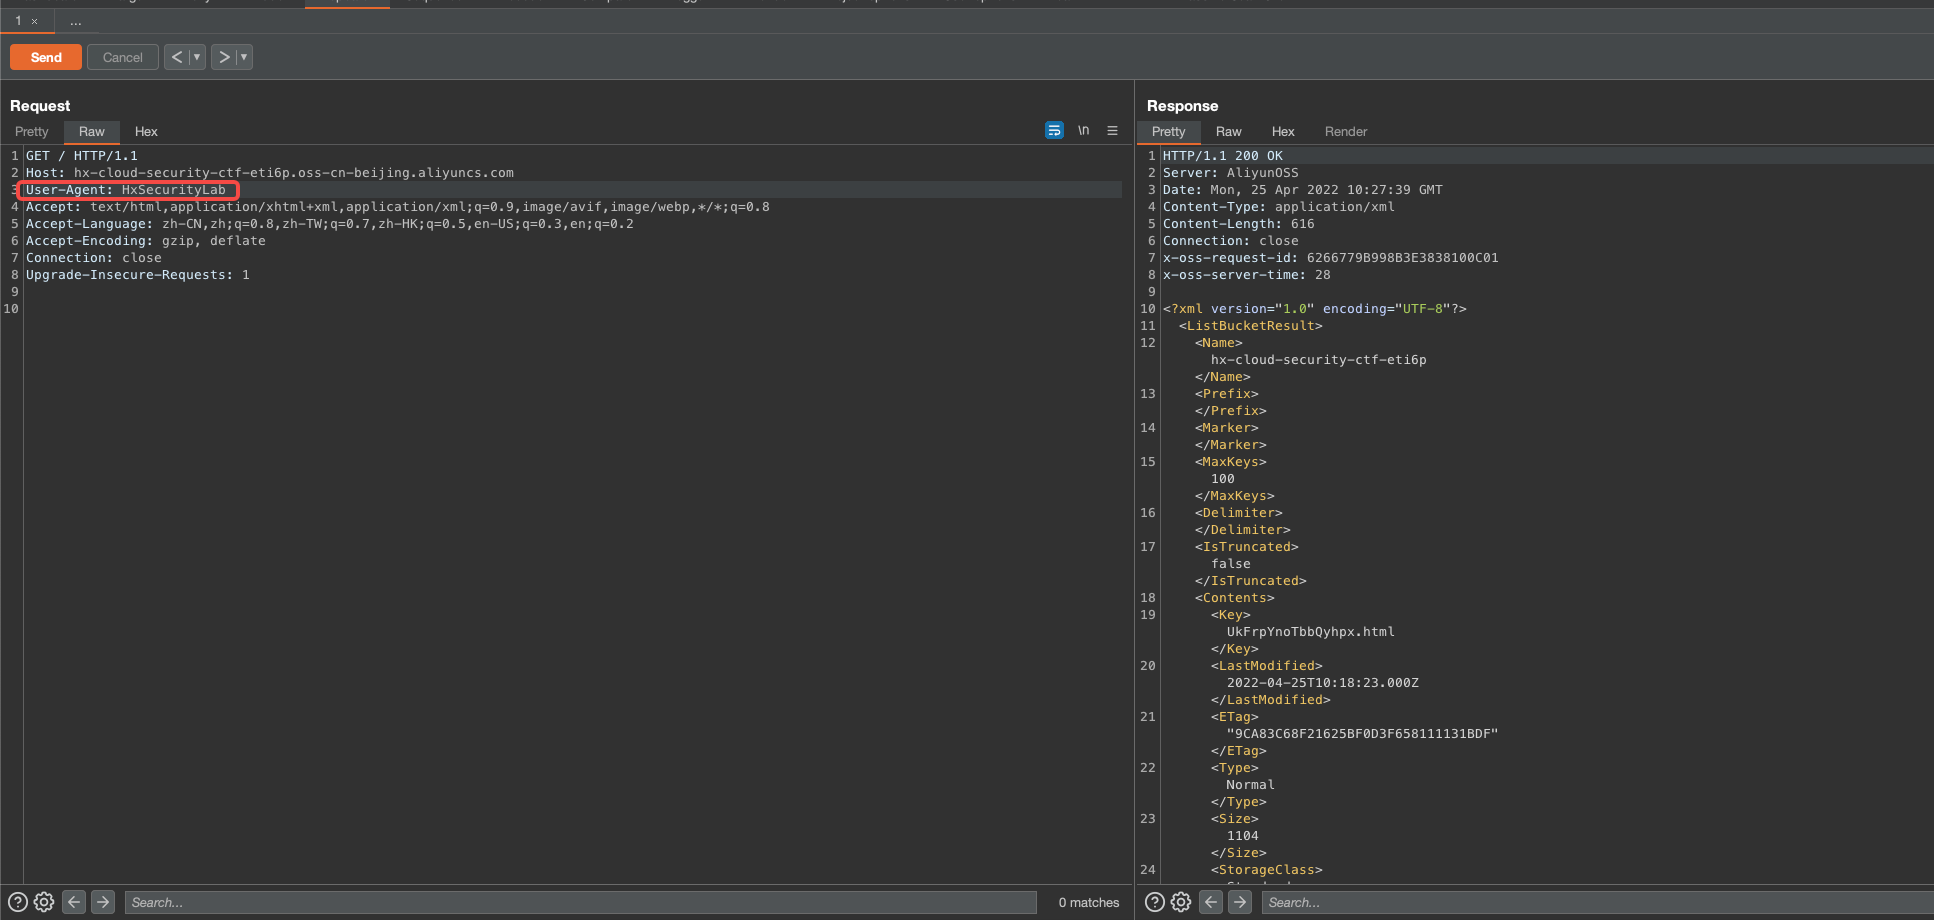 1 ×
...
Send
Cancel
Request
Pretty
Raw
Hex
\n
1 GET / HTTP/1.1
2 Host: hx-cloud-security-ctf-eti6p.oss-cn-beijing.aliyuncs.com
3 User-Agent: HxSecurityLab
4 Accept: text/html,application/xhtml+xml,application/xml;q=0.9,image/avif,image/webp,*/*;q=0.8
5 Accept-Language: zh-CN,zh;q=0.8,zh-TW;q=0.7,zh-HK;q=0.5,en-US;q=0.3,en;q=0.2
6 Accept-Encoding: gzip, deflate
7 Connection: close
8 Upgrade-Insecure-Requests: 1
9
10
Search...
0 matches
Response
Pretty
Raw
Hex
Render
1 HTTP/1.1 200 OK
2 Server: AliyunOSS
3 Date: Mon, 25 Apr 2022 10:27:39 GMT
4 Content-Type: application/xml
5 Content-Length: 616
6 Connection: close
7 x-oss-request-id: 6266779B998B3E3838100C01
8 x-oss-server-time: 28
9
10 <?xml version="1.0" encoding="UTF-8"?>
11 <ListBucketResult>
12 <Name>
hx-cloud-security-ctf-eti6p
</Name>
13 <Prefix>
</Prefix>
14 <Marker>
</Marker>
15 <MaxKeys>
100
</MaxKeys>
16 <Delimiter>
</Delimiter>
17 <IsTruncated>
false
</IsTruncated>
18 <Contents>
19 <Key>
UkFrpYnoTbbQyhpx.html
</Key>
20 <LastModified>
2022-04-25T10:18:23.000Z
</LastModified>
21 <ETag>
"9CA83C68F21625BF0D3F658111131BDF"
</ETag>
22 <Type>
Normal
</Type>
23 <Size>
1104
</Size>
24 <StorageClass>
Search...